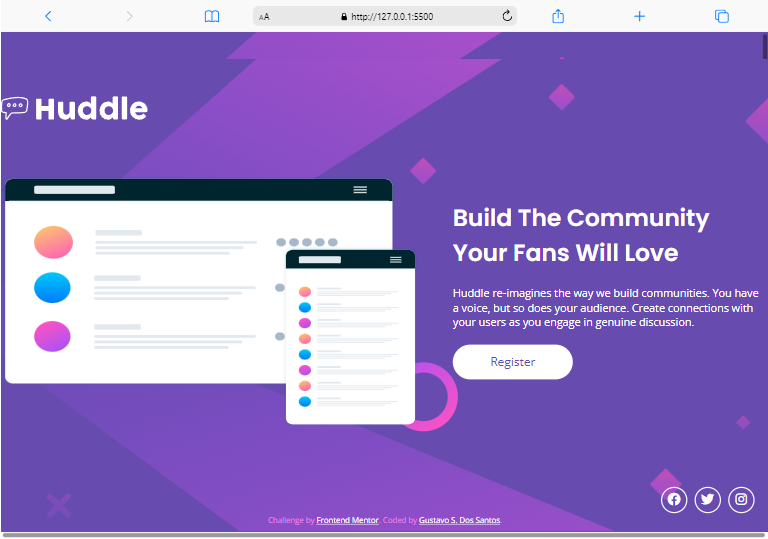 AA
http://127.0.0.1:5500
Huddle
Build The Community
Your Fans Will Love
Huddle re-imagines the way we build communities. You have
a voice, but so does your audience. Create connections with
your users as you engage in genuine discussion.
Register
Challenge by Frontend Mentor. Coded by Gustavo S. Dos Santos.